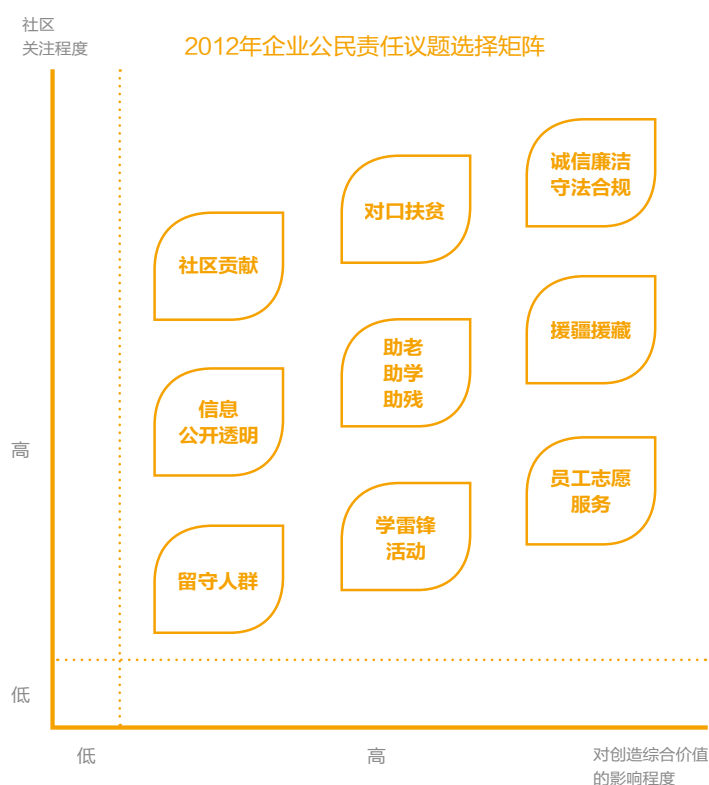 社区
关注程度
2012年企业公民责任议题选择矩阵
诚信廉洁
守法合规
对口扶贫
社区贡献
援疆援藏
助老
助学
助残
信息
公开透明
高
员工志愿
服务
学雷锋
活动
留守人群
低
低
高
对创造综合价值
的影响程度